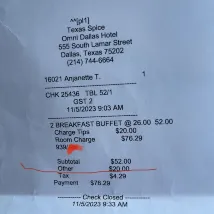 ^^[pl1]
Texas Spice
Omni Dallas Hotel
555 South Lamar Street
Dallas, Texas 75202
(214) 744-6664
16021 Anjanette T. 1
CHK 25436 TBL 52/1
GST 2
11/5/2023 9:03 AM
2 BREAKFAST BUFFET @ 26.00 52.00
Charge Tips $20.00
Room Charge $76.29
939/
Subtotal $52.00
Other $20.00
Tax $4.29
Payment $76.29
Check Closed
11/5/2023 9:33 AM